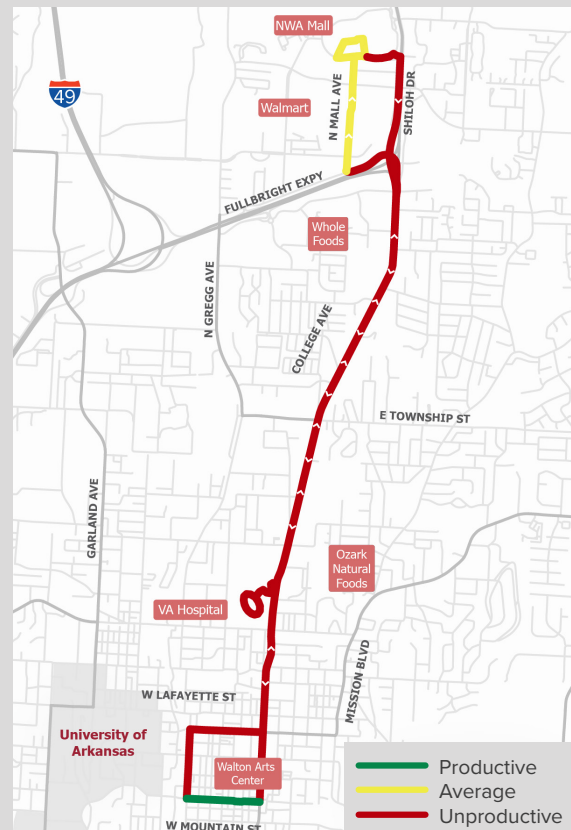 NWA Mall
49
Walmart
N MALL AVE
SHILOH DR
FULLBRIGHT EXPY
Whole
Foods
N GREGG AVE
COLLEGE AVE
E TOWNSHIP ST
GARLAND AVE
Ozark
Natural
Foods
VA Hospital
MISSION BLVD
W LAFAYETTE ST
University of
Arkansas
Walton Arts
Center
W MOUNTAIN ST
Productive
Average
Unproductive